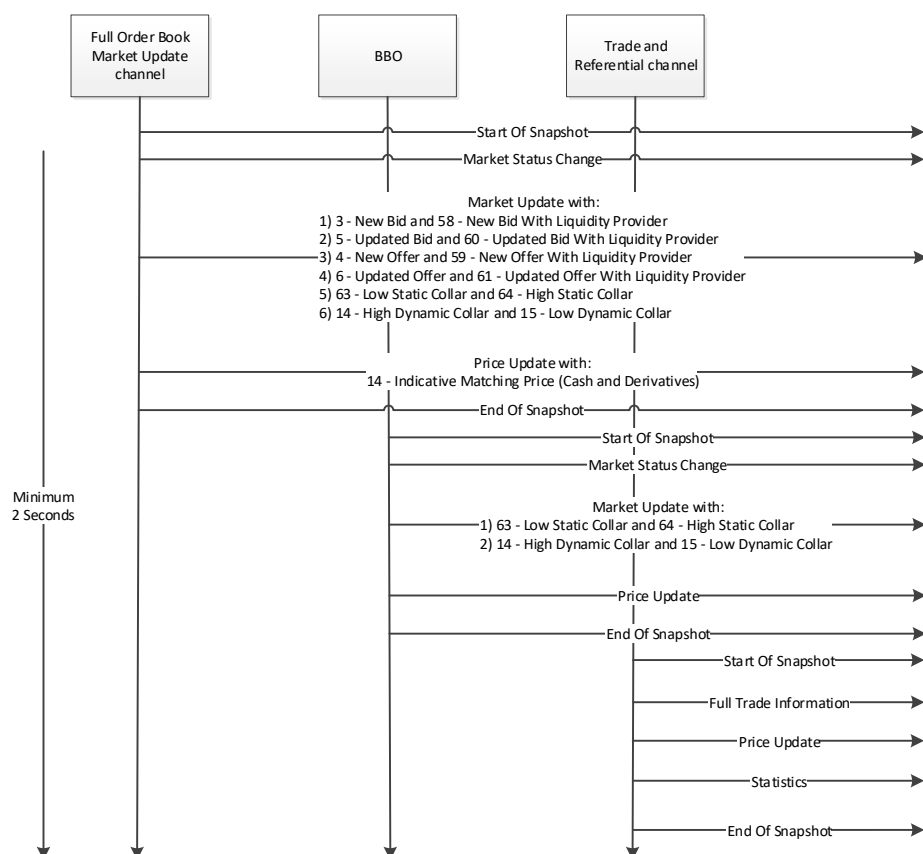 Full Order Book
Market Update
channel
BBO
Trade and
Referential channel
Start Of Snapshot
Market Status Change
Market Update with:
1) 3 - New Bid and 58 - New Bid With Liquidity Provider
2) 5 - Updated Bid and 60 - Updated Bid With Liquidity Provider
3) 4 - New Offer and 59 - New Offer With Liquidity Provider
4) 6 - Updated Offer and 61 - Updated Offer With Liquidity Provider
5) 63 - Low Static Collar and 64 - High Static Collar
6) 14 - High Dynamic Collar and 15 - Low Dynamic Collar
Price Update with:
14 - Indicative Matching Price (Cash and Derivatives)
End Of Snapshot
Start Of Snapshot
Market Status Change
Minimum
2 Seconds
Market Update with:
1) 63 - Low Static Collar and 64 - High Static Collar
2) 14 - High Dynamic Collar and 15 - Low Dynamic Collar
Price Update
End Of Snapshot
Start Of Snapshot
Full Trade Information
Price Update
Statistics
End Of Snapshot